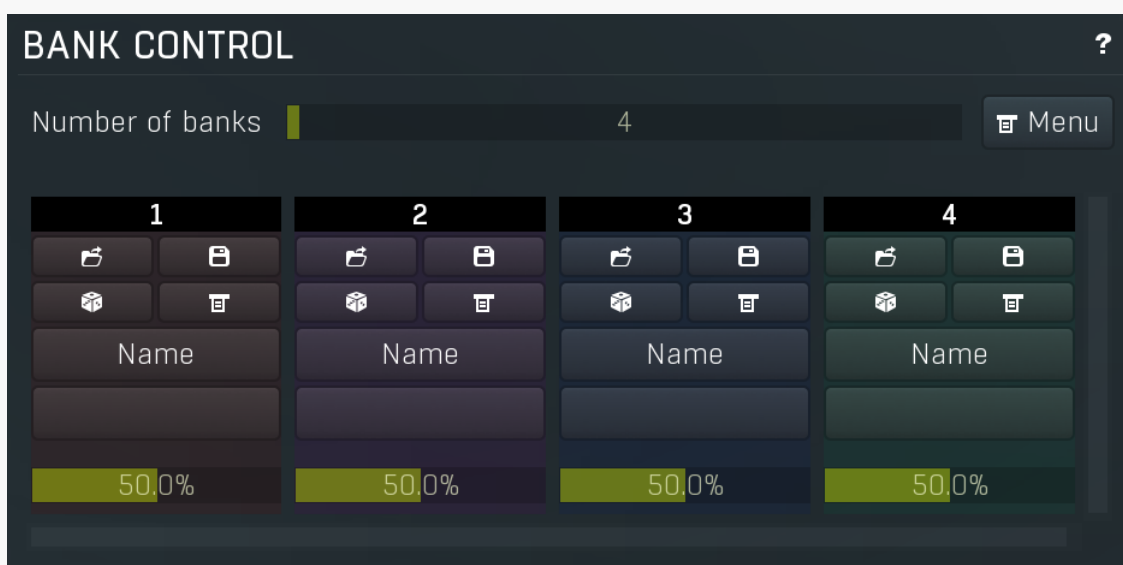 BANK CONTROL ?
Number of banks 4 Menu
1 2 3 4
Name Name Name Name
50.0% 50.0% 50.0% 50.0%